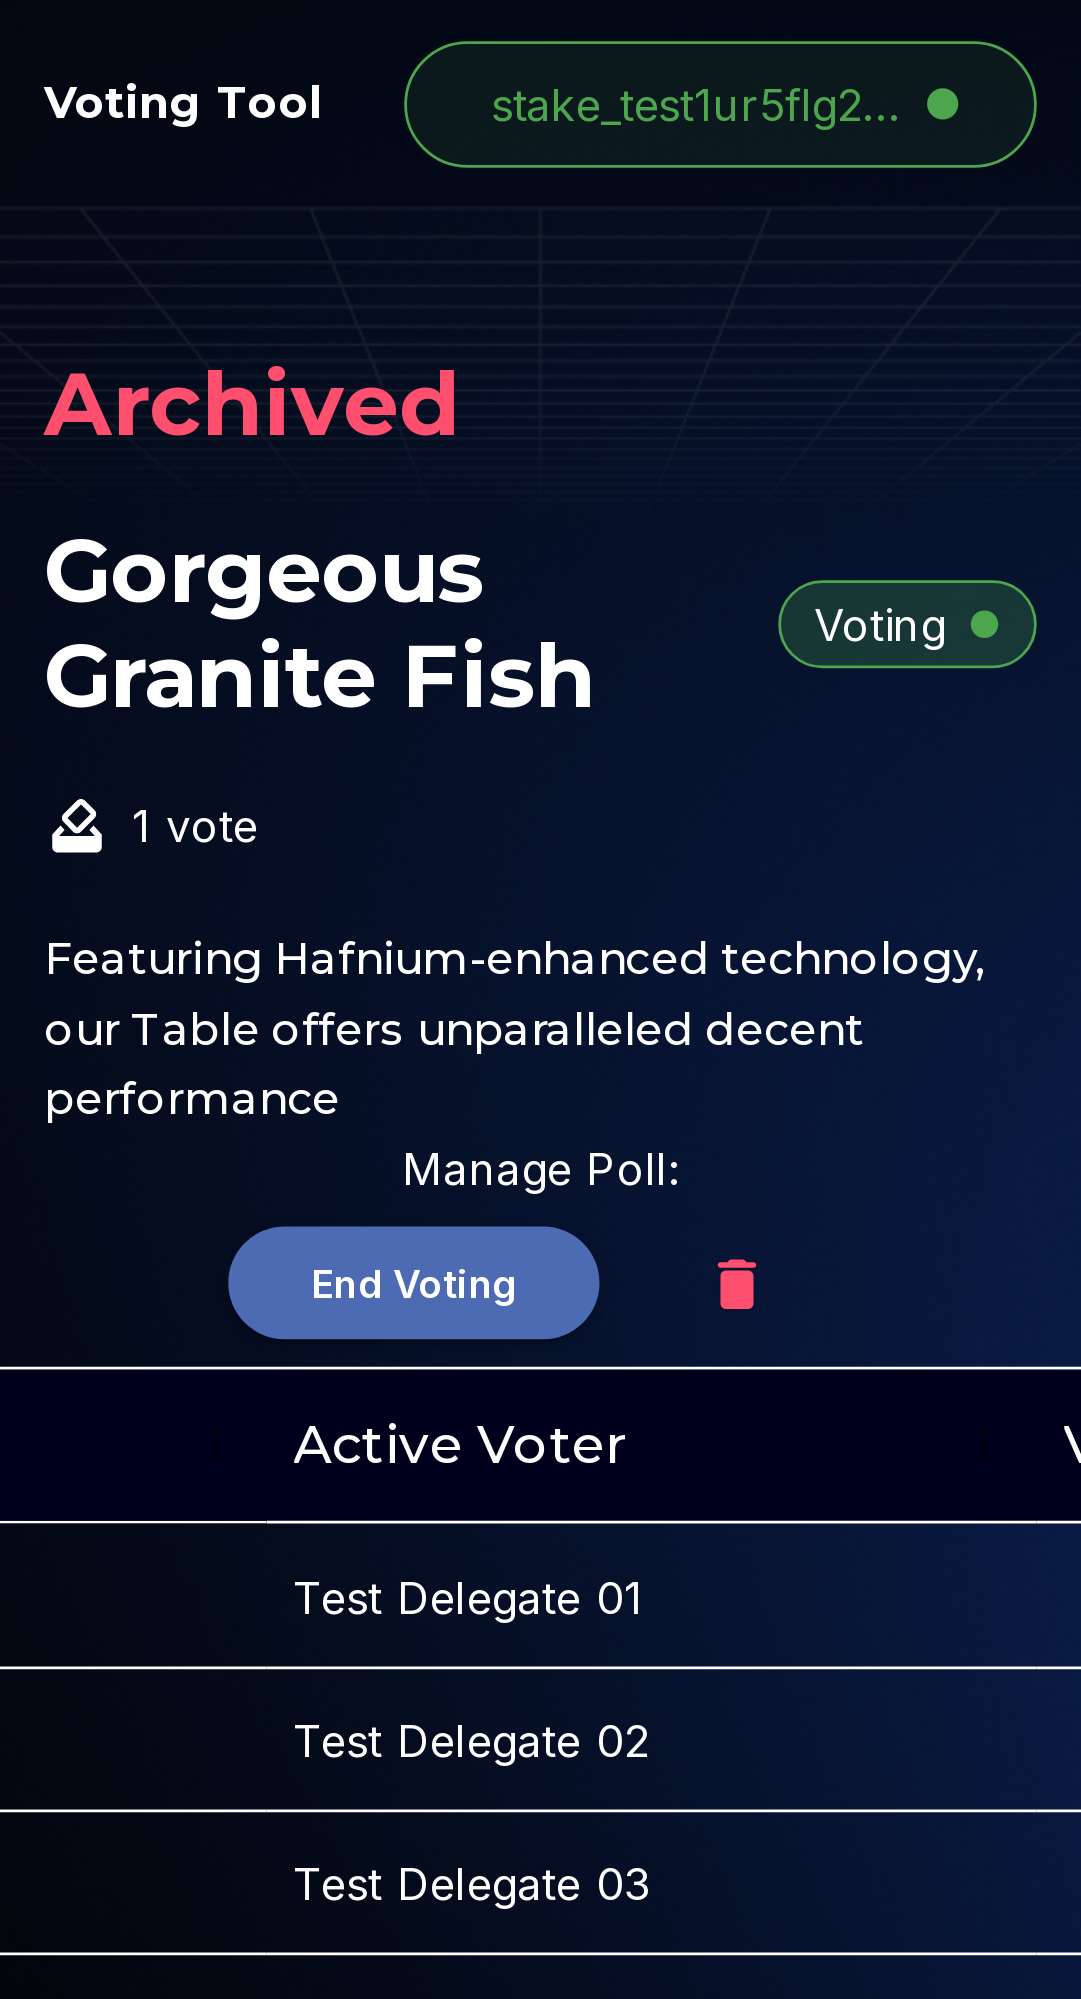 Voting Tool
stake_test1ur5flg2...
Archived
Gorgeous
Granite Fish
Voting
1 vote
Featuring Hafnium-enhanced technology,
our Table offers unparalleled decent
performance
Manage Poll:
End Voting
Active Voter
Test Delegate 01
Test Delegate 02
Test Delegate 03